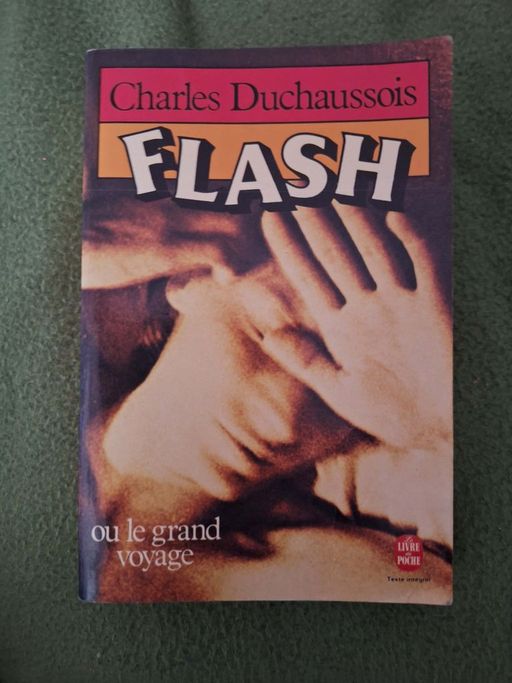 Charles Duchaussois
FLASH
ou le grand
voyage
Le
LIVRE
de
POCHE
Texte intégral